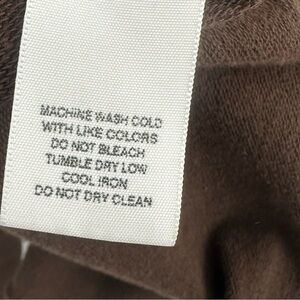 MACHINE WASH COLD
WITH LIKE COLORS
DO NOT BLEACH
TUMBLE DRY LOW
COOL IRON
DO NOT DRY CLEAN